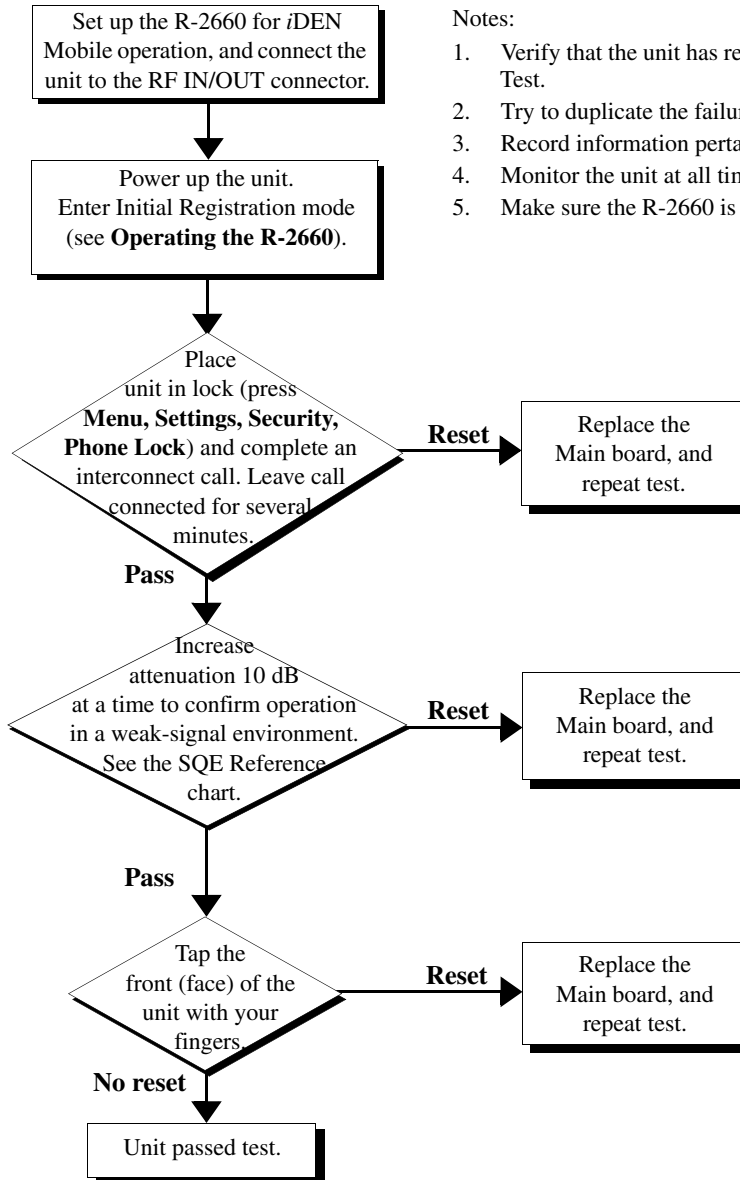 Set up the R-2660 for iDEN
Mobile operation, and connect the
unit to the RF IN/OUT connector.
Notes:
1. Verify that the unit has re
Test.
2. Try to duplicate the failu
3. Record information perta
4. Monitor the unit at all tim
5. Make sure the R-2660 is
Power up the unit.
Enter Initial Registration mode
(see Operating the R-2660).
Place
unit in lock (press
Menu, Settings, Security,
Phone Lock) and complete an
interconnect call. Leave call
connected for several
minutes.
Reset
Replace the
Main board, and
repeat test.
Pass
Increase
attenuation 10 dB
at a time to confirm operation
in a weak-signal environment.
See the SQE Reference
chart.
Reset
Replace the
Main board, and
repeat test.
Pass
Tap the
front (face) of the
unit with your
fingers.
Reset
Replace the
Main board, and
repeat test.
No reset
Unit passed test.